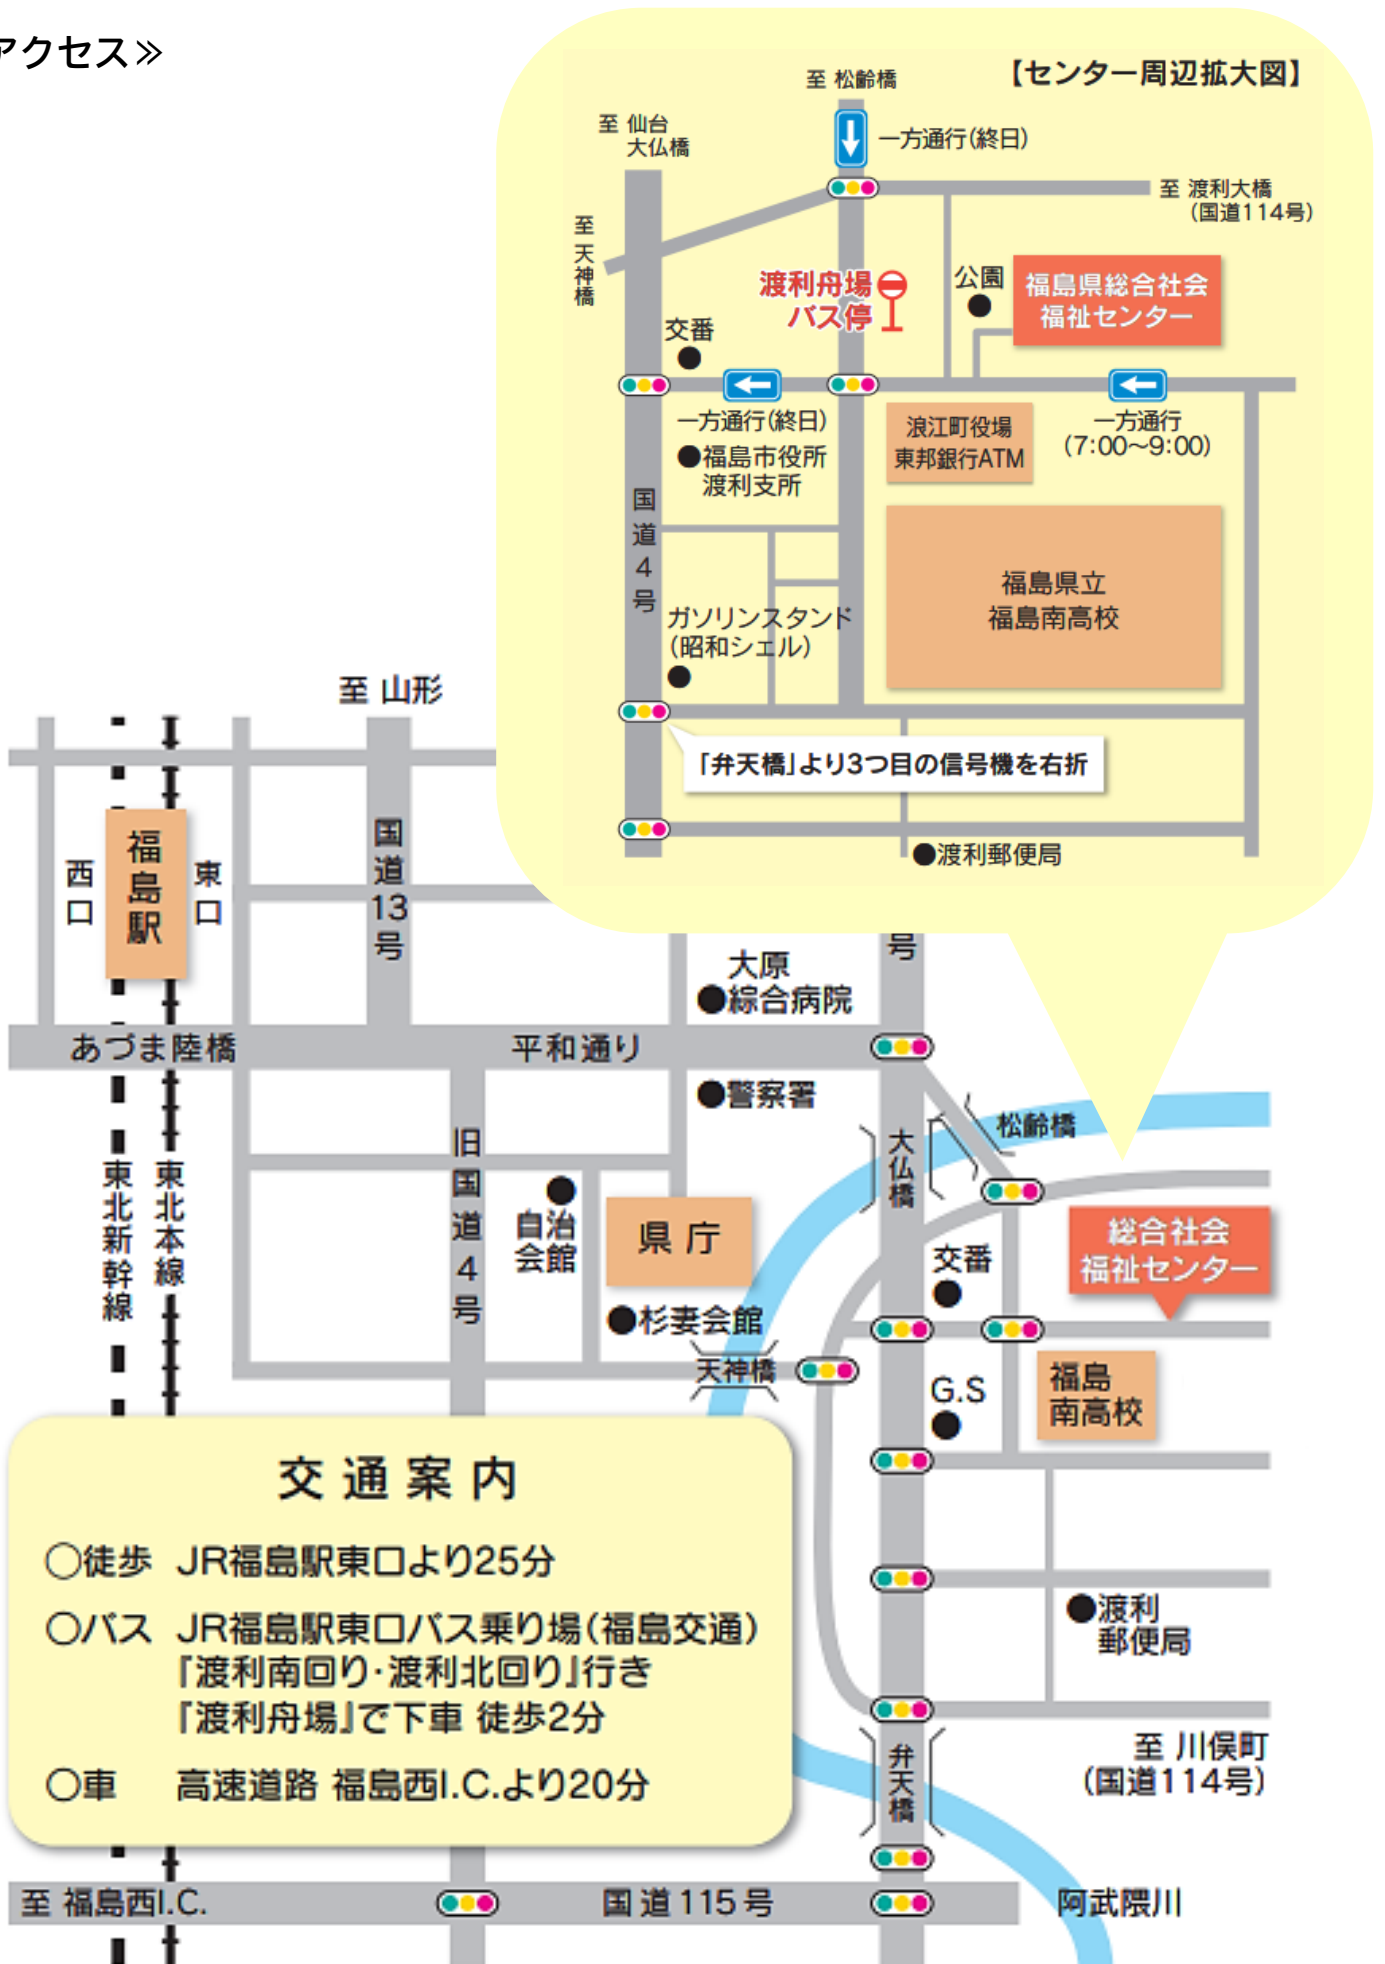 アクセス≫
【センター周辺拡大図】
至 松齢橋
一方通行(終日)
至 仙台
大仏橋
至 渡利大橋
(国道114号)
至 天神橋
渡利舟場
バス停
公園
福島県総合社会
福祉センター
交番
一方通行(終日)
福島市役所
渡利支所
浪江町役場
東邦銀行ATM
一方通行
(7:00～9:00)
国道4号
福島県立
福島南高校
ガソリンスタンド
(昭和シェル)
「弁天橋」より3つ目の信号機を右折
渡利郵便局
至 山形
国道13号
福島駅
西口
東口
号
大原
綜合病院
あづま陸橋
平和通り
警察署
松齢橋
大仏橋
旧国道4号
東北新幹線
東北本線
自治
会館
県庁
総合社会
福祉センター
交番
杉妻会館
天神橋
G.S
福島
南高校
交通案内
○徒歩 JR福島駅東口より25分
○バス JR福島駅東口バス乗り場(福島交通)
『渡利南回り・渡利北回り』行き
『渡利舟場』で下車 徒歩2分
○車 高速道路 福島西I.C.より20分
渡利
郵便局
至 川俣町
(国道114号)
弁天橋
至 福島西I.C.
国道115号
阿武隈川